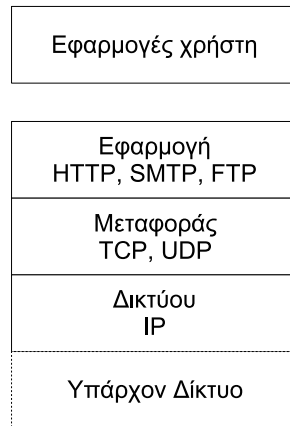 Εφαρμογές χρήστη
Εφαρμογή
HTTP, SMTP, FTP
Μεταφοράς
TCP, UDP
Δικτύου
IP
Υπάρχον Δίκτυο